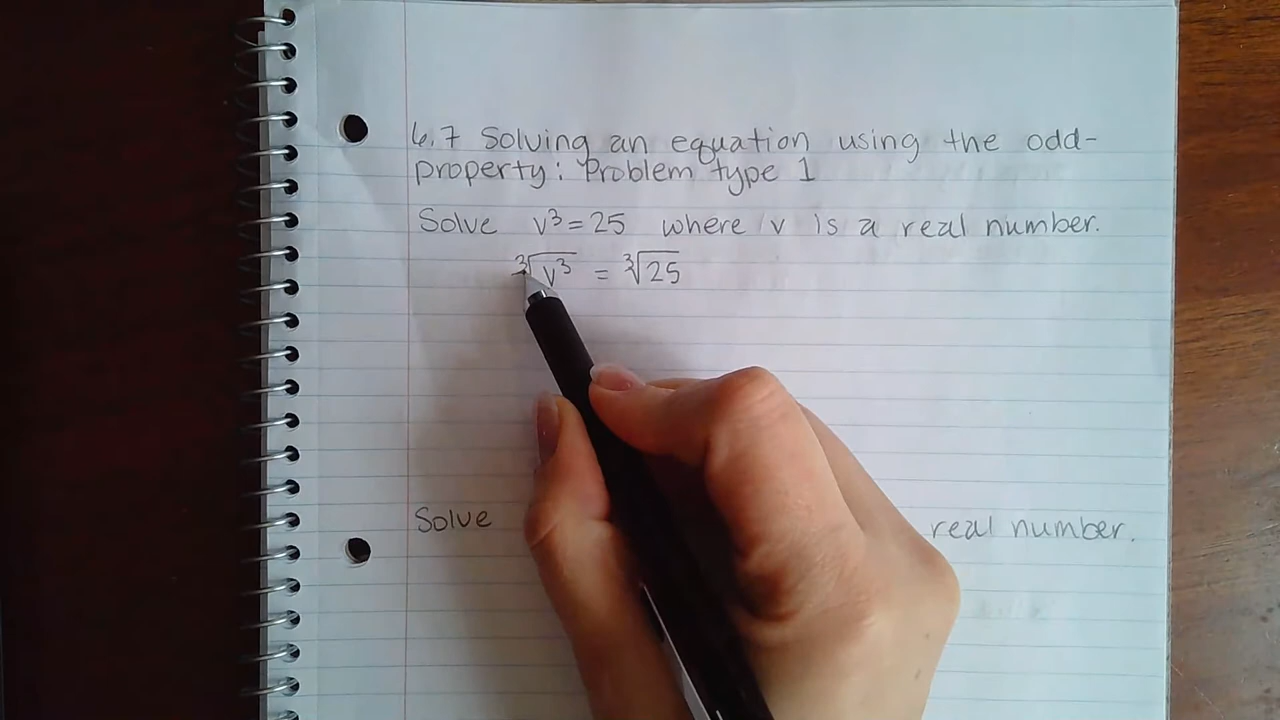 6.7 Solving an equation using the odd-
property: Problem type 1
Solve v³ = 25 where v is a real number.
∛v³ = ∛25
Solve real number.